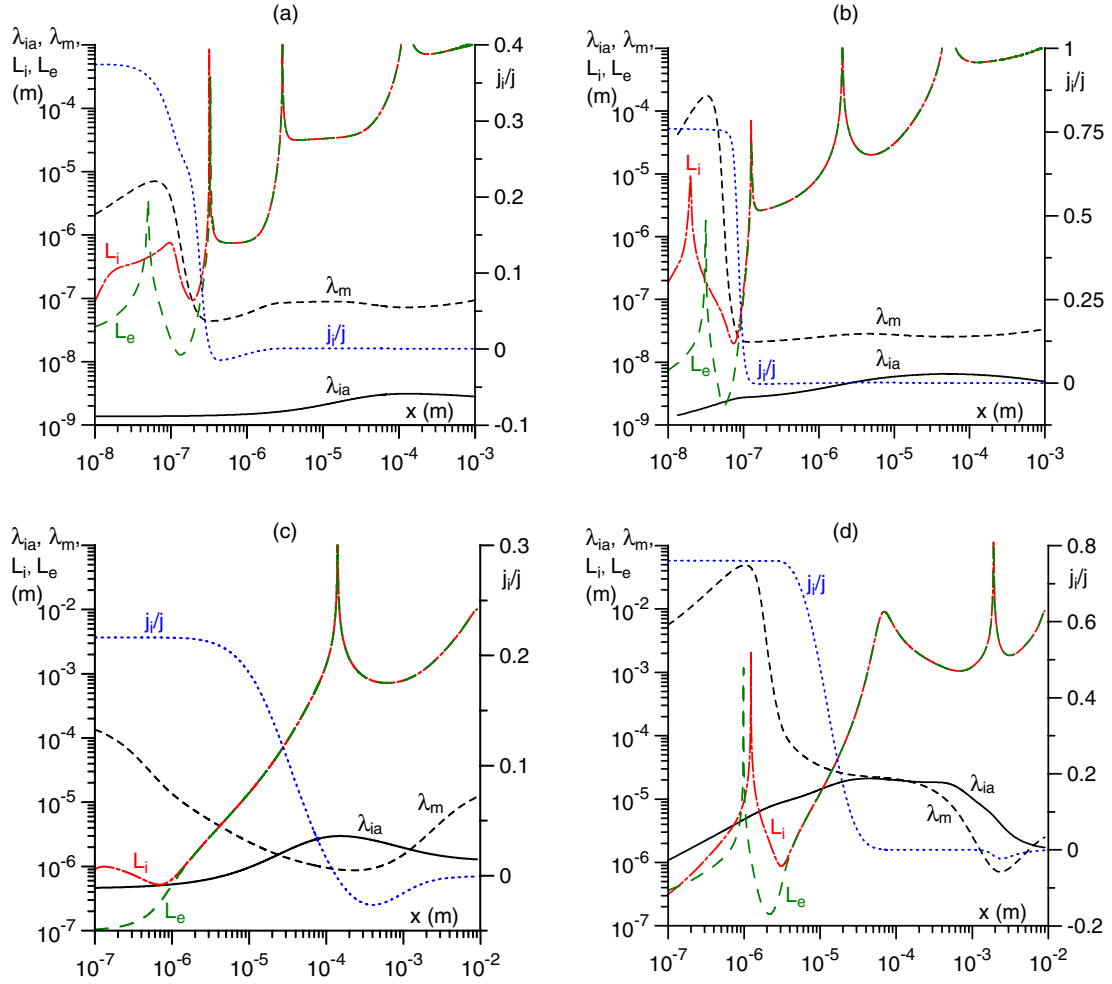 (a)
λia, λm,
Li, Le
(m)
10-4
10-5
10-6
10-7
10-8
10-9
0.4
0.3
0.2
0.1
0
-0.1
ji/j
Li
Le
λm
ji/j
λia
x (m)
10-8 10-7 10-6 10-5 10-4 10-3
(b)
λia, λm,
Li, Le
(m)
10-4
10-5
10-6
10-7
10-8
10-9
1
0.75
0.5
0.25
0
ji/j
Li
Le
λm
λia
ji/j
x (m)
10-8 10-7 10-6 10-5 10-4 10-3
(c)
λia, λm,
Li, Le
(m)
10-2
10-3
10-4
10-5
10-6
10-7
0.3
0.2
0.1
0
ji/j
ji/j
λm
λia
Li
Le
x (m)
10-7 10-6 10-5 10-4 10-3 10-2
(d)
λia, λm,
Li, Le
(m)
10-2
10-3
10-4
10-5
10-6
10-7
0.8
0.6
0.4
0.2
0
-0.2
ji/j
ji/j
λia
λm
Li
Le
x (m)
10-7 10-6 10-5 10-4 10-3 10-2